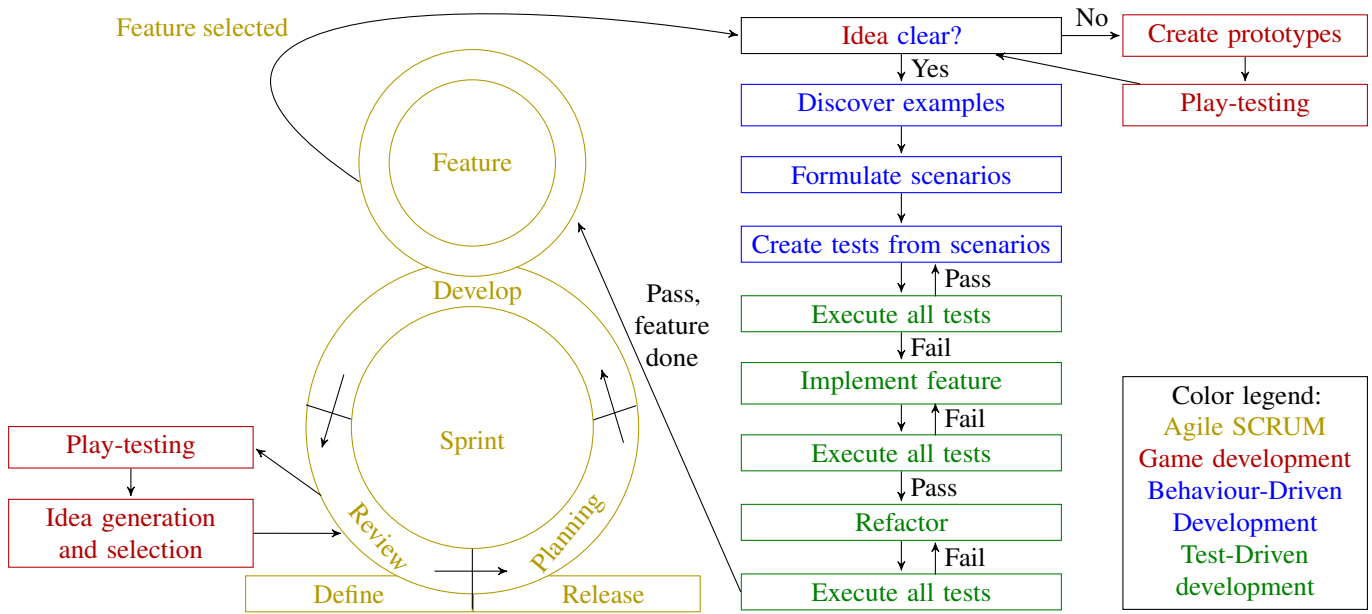 Feature selected
Feature
Develop
Sprint
Review
Planning
Define
Release
Play-testing
Idea generation
and selection
Pass,
feature
done
Idea clear?
No
Create prototypes
Play-testing
Yes
Discover examples
Formulate scenarios
Create tests from scenarios
Pass
Execute all tests
Fail
Implement feature
Fail
Execute all tests
Pass
Refactor
Fail
Execute all tests
Color legend:
Agile SCRUM
Game development
Behaviour-Driven
Development
Test-Driven
development